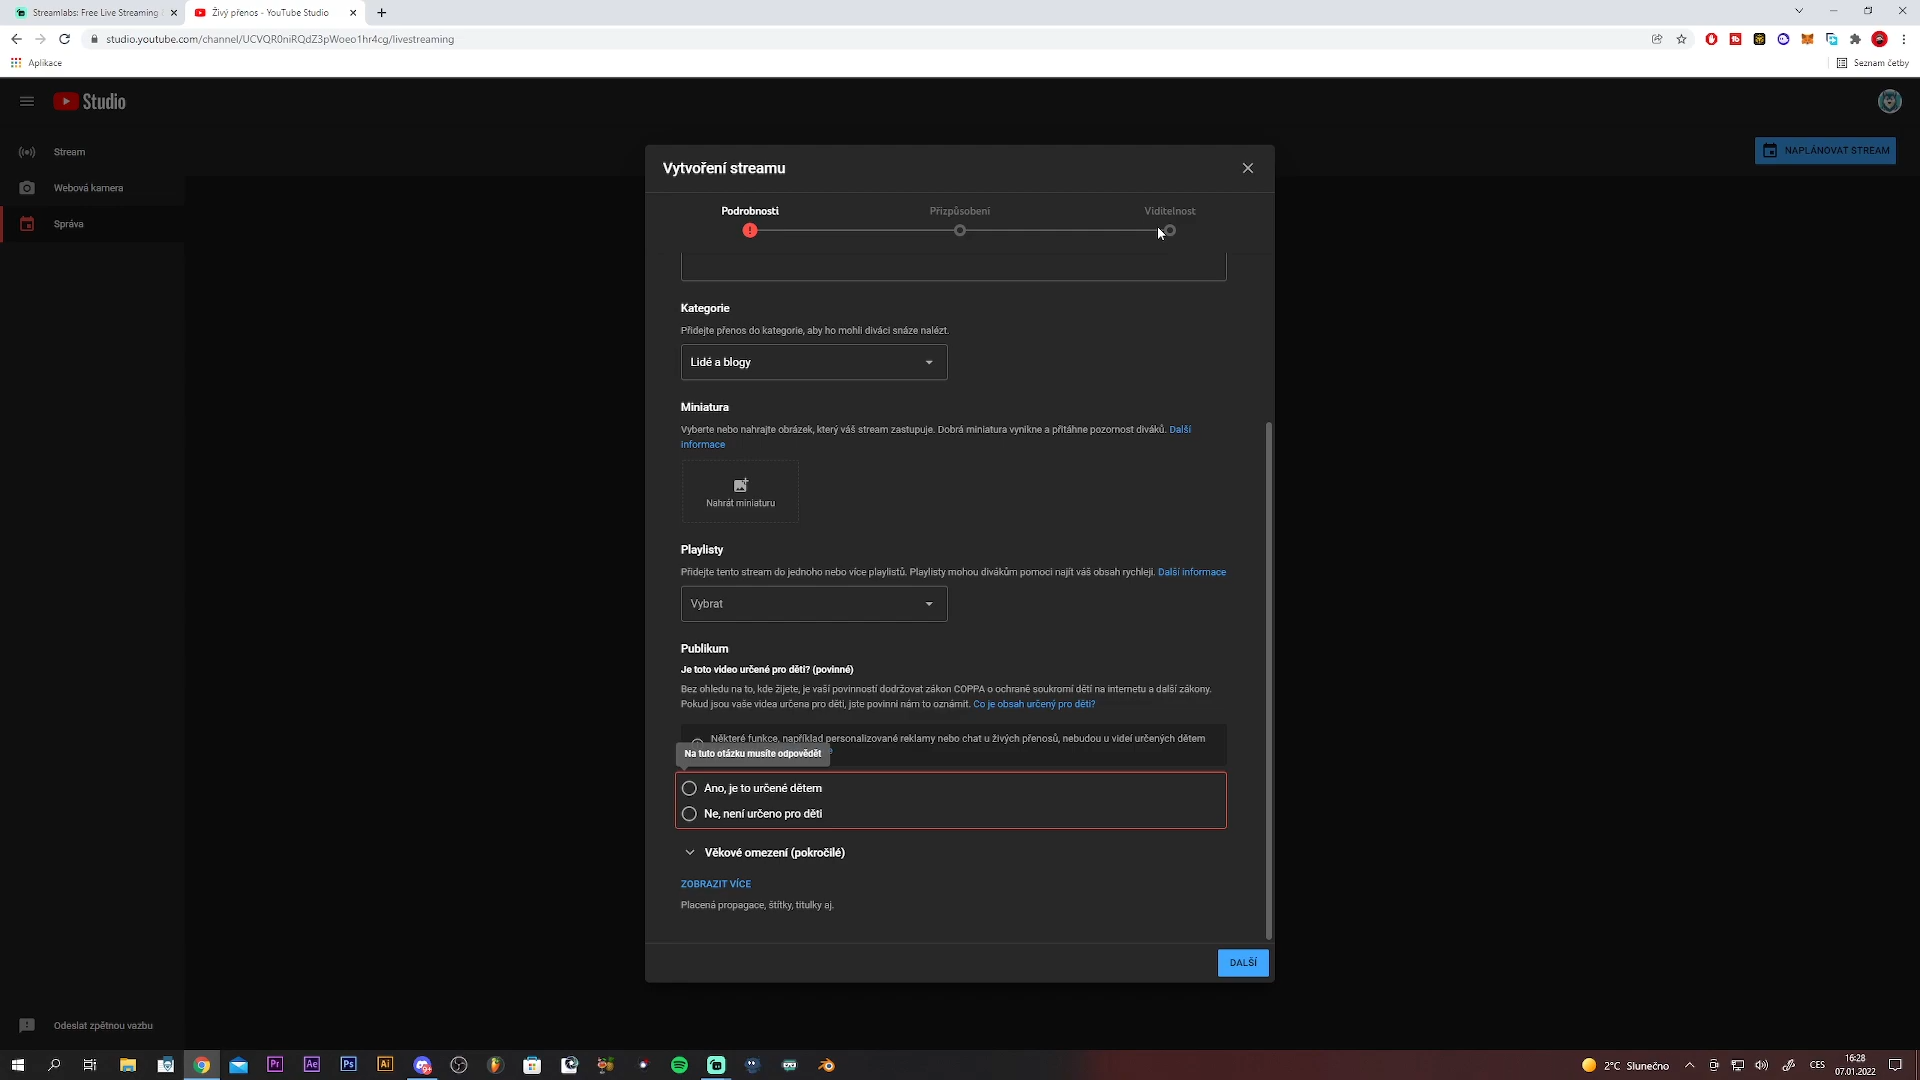 Streamlabs: Free Live Streaming
Živý přenos - YouTube Studio
studio.youtube.com/channel/UCVQR0niRQdZ3pWoeo1hr4cg/livestreaming
Aplikace
Seznam četby
Studio
Stream
NAPLÁNOVAT STREAM
Webová kamera
Správa
Vytvoření streamu
Podrobnosti
Přizpůsobení
Viditelnost
Kategorie
Přidejte přenos do kategorie, aby ho mohli diváci snáze nalézt.
Lidé a blogy
Miniatura
Vyberte nebo nahrajte obrázek, který váš stream zastupuje. Dobrá miniatura vynikne a přitáhne pozornost diváků. Další
informace
Nahrát miniaturu
Playlisty
Přidejte tento stream do jednoho nebo více playlistů. Playlisty mohou divákům pomoci najít váš obsah rychleji. Další informace
Vybrat
Publikum
Je toto video určené pro děti? (povinné)
Bez ohledu na to, kde žijete, je vaší povinností dodržovat zákon COPPA o ochraně soukromí dětí na internetu a další zákony.
Pokud jsou vaše videa určena pro děti, jste povinni nám to oznámit. Co je obsah určený pro děti?
Některé funkce, například personalizované reklamy nebo chat u živých přenosů, nebudou u videí určených dětem
Na tuto otázku musíte odpovědět
Ano, je to určené dětem
Ne, není určeno pro děti
Věkové omezení (pokročilé)
ZOBRAZIT VÍCE
Placená propagace, štítky, titulky aj.
DALŠÍ
Odeslat zpětnou vazbu
Pr
Ae
Ps
Ai
2°C Slunečno
CES
16:28
07.01.2022